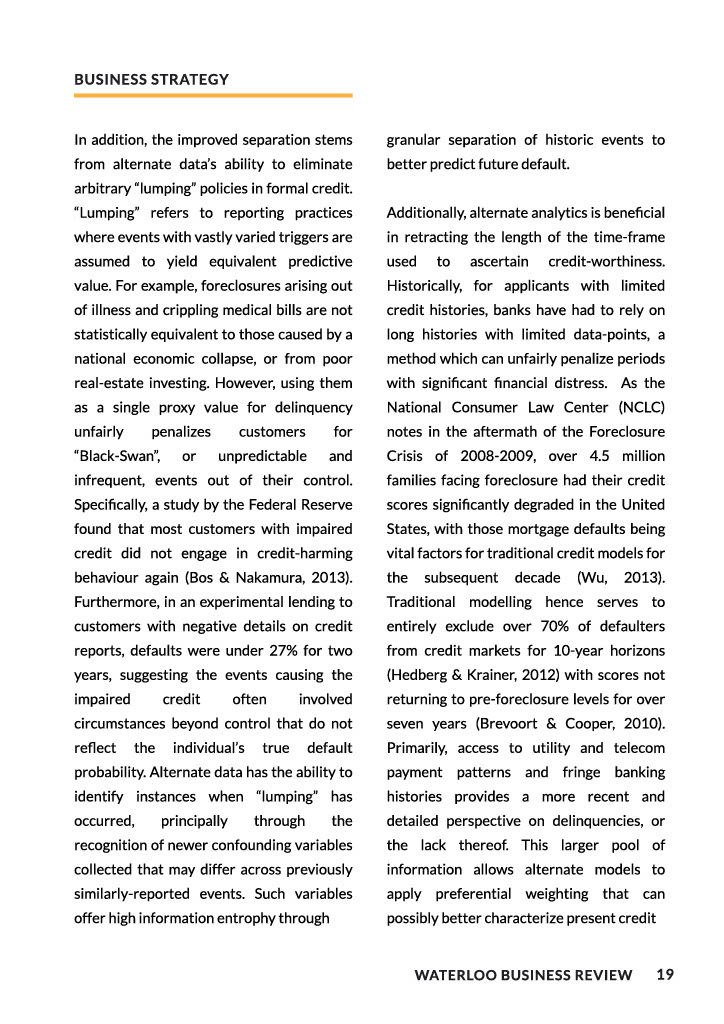 BUSINESS STRATEGY
In addition, the improved separation stems
from alternate data's ability to eliminate
arbitrary “lumping” policies in formal credit.
“Lumping” refers to reporting practices
where events with vastly varied triggers are
assumed to yield equivalent predictive
value. For example, foreclosures arising out
of illness and crippling medical bills are not
statistically equivalent to those caused by a
national economic collapse, or from poor
real-estate investing. However, using them
as a single proxy value for delinquency
unfairly penalizes customers for
“Black-Swan”, or unpredictable and
infrequent, events out of their control.
Specifically, a study by the Federal Reserve
found that most customers with impaired
credit did not engage in credit-harming
behaviour again (Bos & Nakamura, 2013).
Furthermore, in an experimental lending to
customers with negative details on credit
reports, defaults were under 27% for two
years, suggesting the events causing the
impaired credit often involved
circumstances beyond control that do not
reflect the individual's true default
probability. Alternate data has the ability to
identify instances when “lumping” has
occurred, principally through the
recognition of newer confounding variables
collected that may differ across previously
similarly-reported events. Such variables
offer high information entrophy through
granular separation of historic events to
better predict future default.
Additionally, alternate analytics is beneficial
in retracting the length of the time-frame
used to ascertain credit-worthiness.
Historically, for applicants with limited
credit histories, banks have had to rely on
long histories with limited data-points, a
method which can unfairly penalize periods
with significant financial distress. As the
National Consumer Law Center (NCLC)
notes in the aftermath of the Foreclosure
Crisis of 2008-2009, over 4.5 million
families facing foreclosure had their credit
scores significantly degraded in the United
States, with those mortgage defaults being
vital factors for traditional credit models for
the subsequent decade (Wu, 2013).
Traditional modelling hence serves to
entirely exclude over 70% of defaulters
from credit markets for 10-year horizons
(Hedberg & Krainer, 2012) with scores not
returning to pre-foreclosure levels for over
seven years (Brevoort & Cooper, 2010).
Primarily, access to utility and telecom
payment patterns and fringe banking
histories provides a more recent and
detailed perspective on delinquencies, or
the lack thereof. This larger pool of
information allows alternate models to
apply preferential weighting that can
possibly better characterize present credit
WATERLOO BUSINESS REVIEW 19